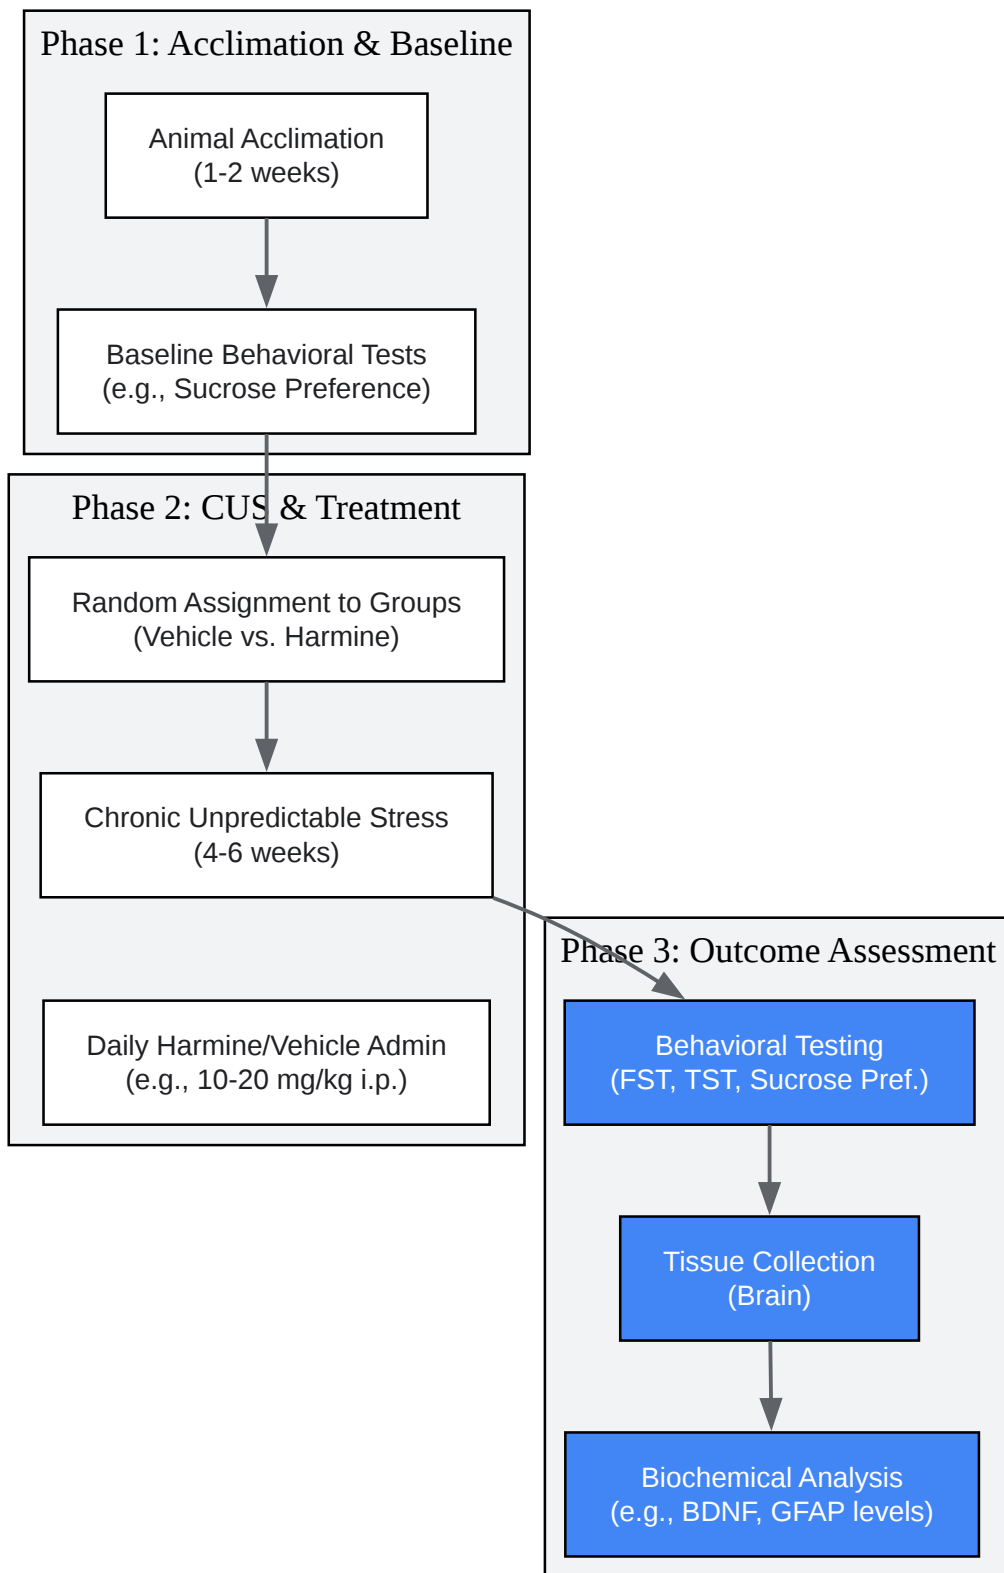 Phase 1: Acclimation & Baseline
Animal Acclimation
(1-2 weeks)
Baseline Behavioral Tests
(e.g., Sucrose Preference)
Phase 2: CUS & Treatment
Random Assignment to Groups
(Vehicle vs. Harmine)
Chronic Unpredictable Stress
(4-6 weeks)
Daily Harmine/Vehicle Admin
(e.g., 10-20 mg/kg i.p.)
Phase 3: Outcome Assessment
Behavioral Testing
(FST, TST, Sucrose Pref.)
Tissue Collection
(Brain)
Biochemical Analysis
(e.g., BDNF, GFAP levels)